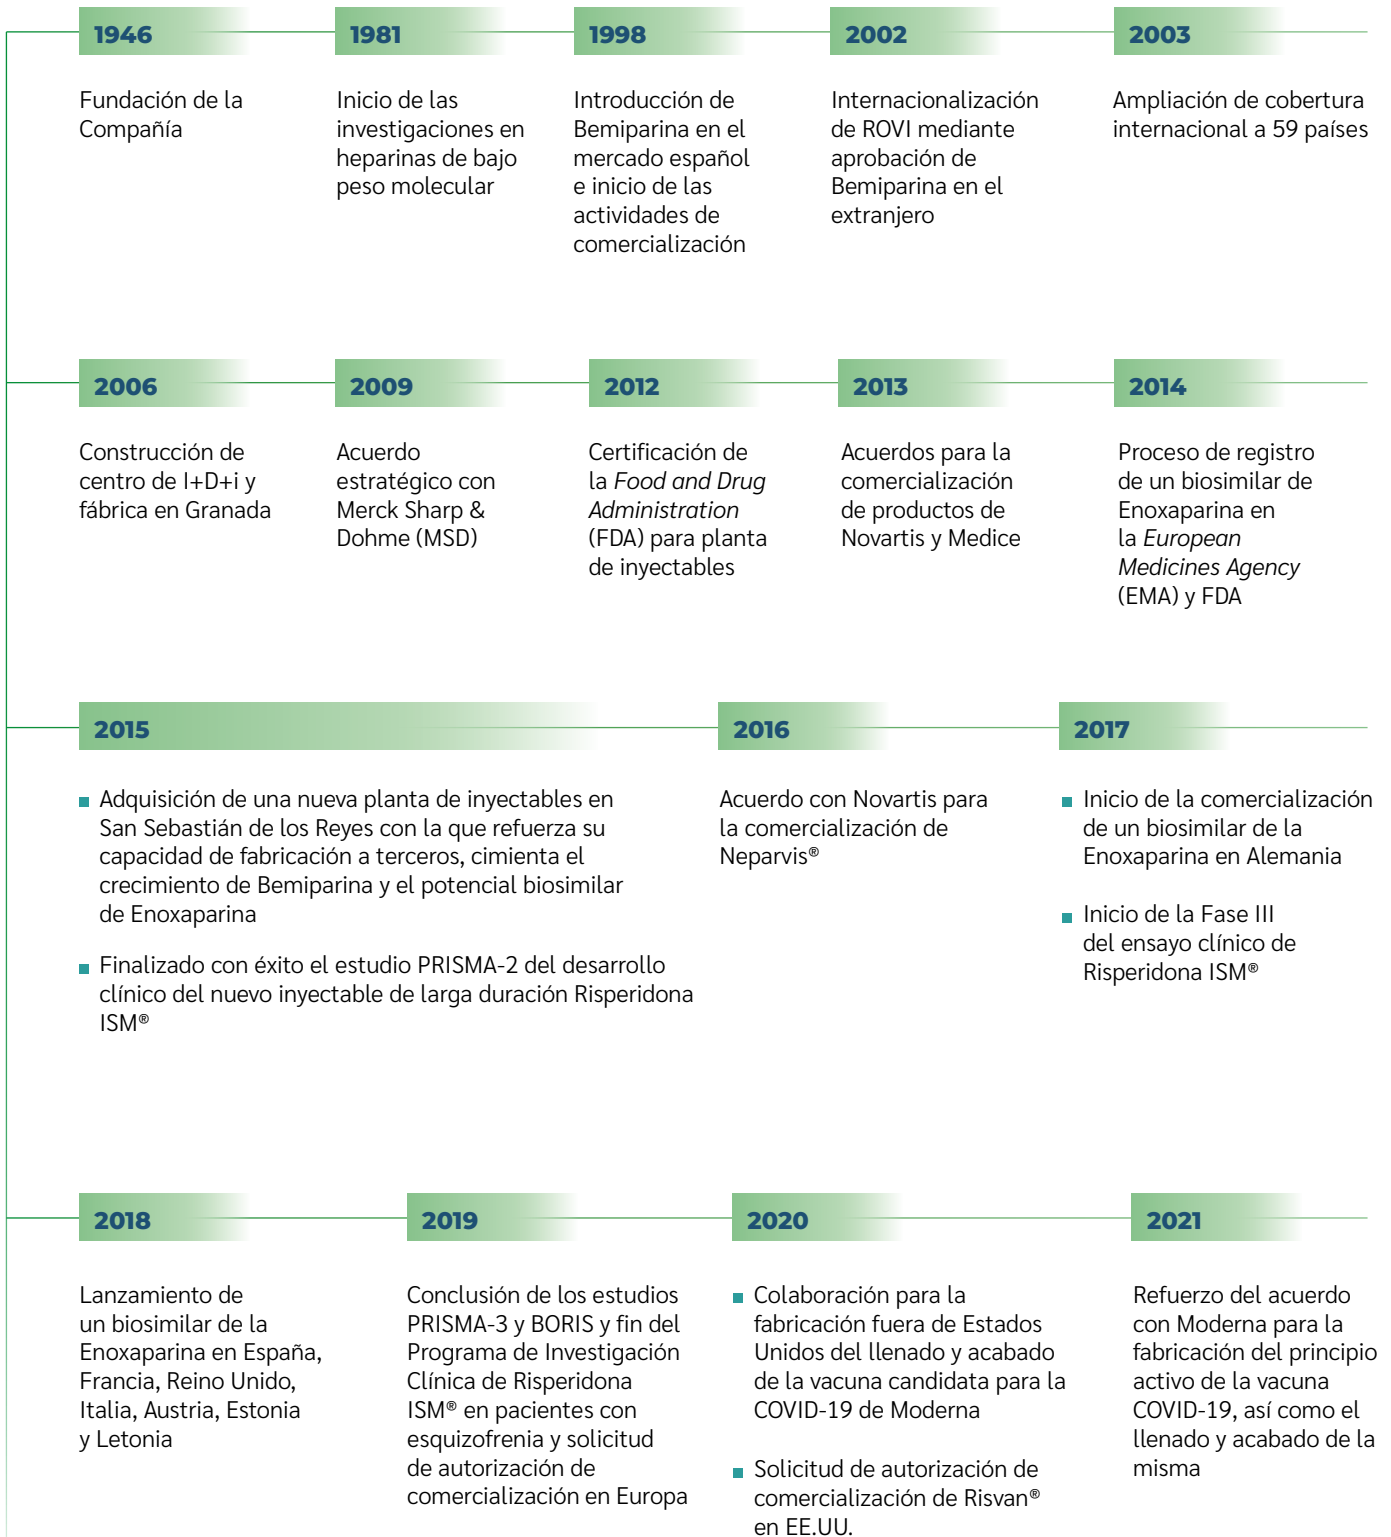 1946
Fundación de la
Compañía
1981
Inicio de las
investigaciones en
heparinas de bajo
peso molecular
1998
Introducción de
Bemiparina en el
mercado español
e inicio de las
actividades de
comercialización
2002
Internacionalización
de ROVI mediante
aprobación de
Bemiparina en el
extranjero
2003
Ampliación de cobertura
internacional a 59 países
2006
Construcción de
centro de I+D+i y
fábrica en Granada
2009
Acuerdo
estratégico con
Merck Sharp &
Dohme (MSD)
2012
Certificación de
la Food and Drug
Administration
(FDA) para planta
de inyectables
2013
Acuerdos para la
comercialización
de productos de
Novartis y Medice
2014
Proceso de registro
de un biosimilar de
Enoxaparina en
la European
Medicines Agency
(EMA) y FDA
2015
Adquisición de una nueva planta de inyectables en
San Sebastián de los Reyes con la que refuerza su
capacidad de fabricación a terceros, cimienta el
crecimiento de Bemiparina y el potencial biosimilar
de Enoxaparina
Finalizado con éxito el estudio PRISMA-2 del desarrollo
clínico del nuevo inyectable de larga duración Risperidona
ISM®
2016
Acuerdo con Novartis para
la comercialización de
Neparvis®
2017
Inicio de la comercialización
de un biosimilar de la
Enoxaparina en Alemania
Inicio de la Fase III
del ensayo clínico de
Risperidona ISM®
2018
Lanzamiento de
un biosimilar de la
Enoxaparina en España,
Francia, Reino Unido,
Italia, Austria, Estonia
y Letonia
2019
Conclusión de los estudios
PRISMA-3 y BORIS y fin del
Programa de Investigación
Clínica de Risperidona
ISM® en pacientes con
esquizofrenia y solicitud
de autorización de
comercialización en Europa
2020
Colaboración para la
fabricación fuera de Estados
Unidos del llenado y acabado
de la vacuna candidata para la
COVID-19 de Moderna
Solicitud de autorización de
comercialización de Risvan®
en EE.UU.
2021
Refuerzo del acuerdo
con Moderna para la
fabricación del principio
activo de la vacuna
COVID-19, así como el
llenado y acabado de la
misma